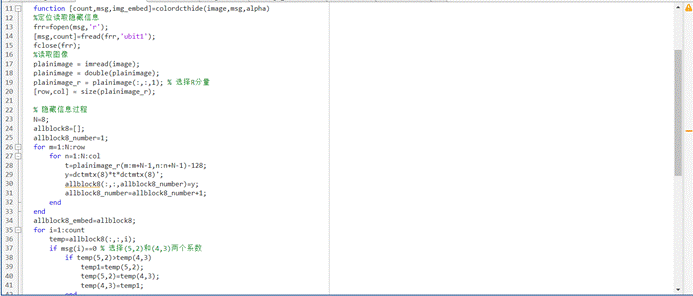 11 function [count,msg,img_embed]=colordcthide(image,msg,alpha)
12 %定位读取隐藏信息
13 frr=fopen(msg,'r');
14 [msg,count]=fread(frr,'ubit1');
15 fclose(frr);
16 %读取图像
17 plainimage = imread(image);
18 plainimage = double(plainimage);
19 plainimage_r = plainimage(:,:,1); % 选择R分量
20 [row,col] = size(plainimage_r);
21
22 % 隐藏信息过程
23 N=8;
24 allblock8=[];
25 allblock8_number=1;
26 for m=1:N:row
27 for n=1:N:col
28 t=plainimage_r(m:m+N-1,n:n+N-1)-128;
29 y=dctmtx(8)*t*dctmtx(8)';
30 allblock8(:,:,allblock8_number)=y;
31 allblock8_number=allblock8_number+1;
32 end
33 end
34 allblock8_embed=allblock8;
35 for i=1:count
36 temp=allblock8(:,:,i);
37 if msg(i)==0 % 选择(5,2)和(4,3)两个系数
38 if temp(5,2)>temp(4,3)
39 temp1=temp(5,2);
40 temp(5,2)=temp(4,3);
41 temp(4,3)=temp1;
42 end